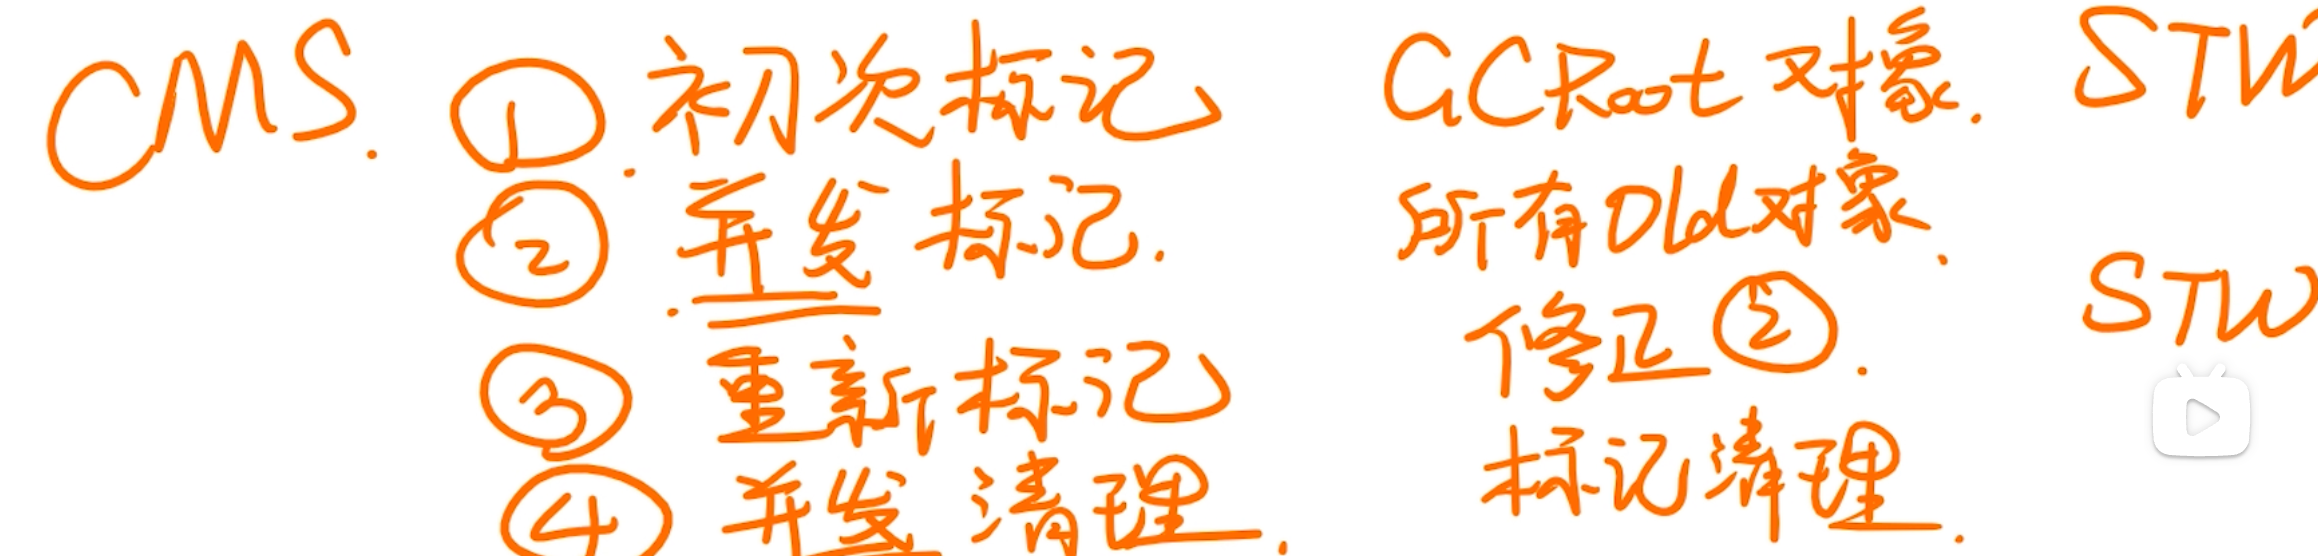 CMS. ① 初次标记 GCRoot 对象. STW
② 并发标记. 所有Old对象.
③ 重新标记 修正②. STW
④ 并发清理. 标记清理.